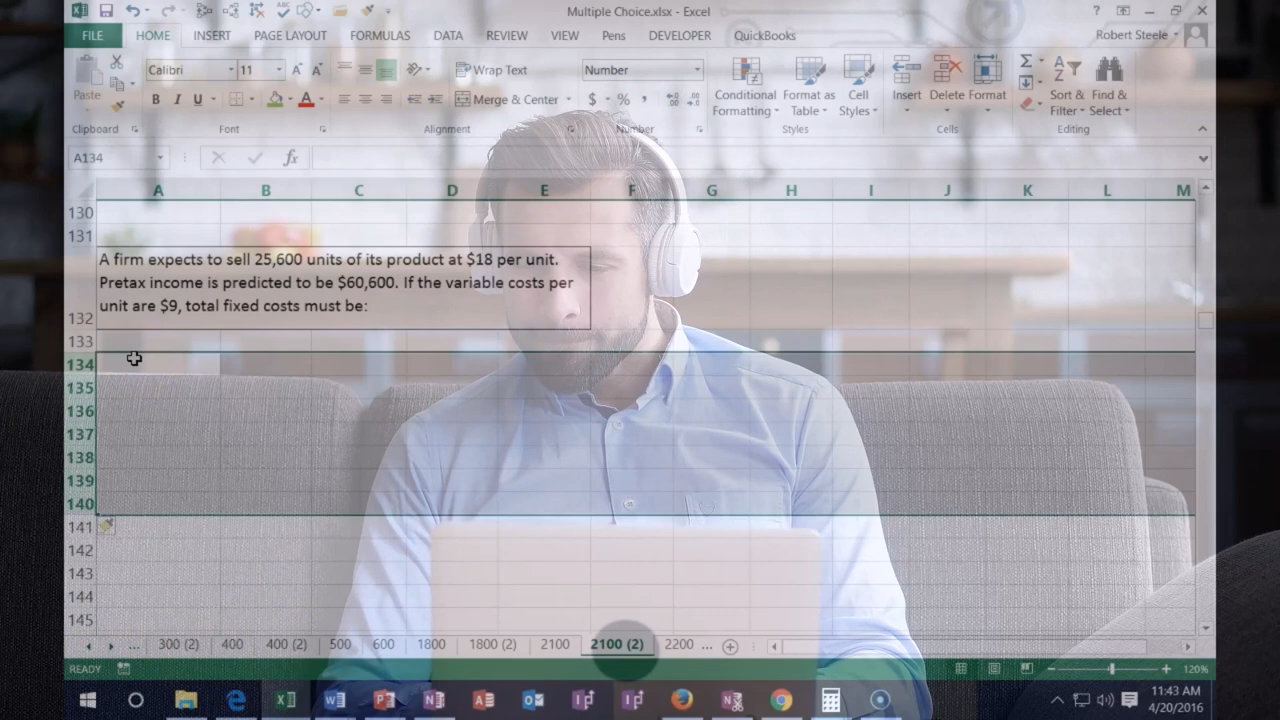 Multiple Choice.xlsx - Excel
?
FILE HOME INSERT PAGE LAYOUT FORMULAS DATA REVIEW VIEW Pens DEVELOPER QuickBooks Robert Steele
Calibri 11 Wrap Text Number
Paste B I U Merge & Center $ % , Conditional Formatting Format as Table Cell Styles Insert Delete Format Sort & Filter Find & Select
Clipboard Font Alignment Number Styles Cells Editing
A134 fx
A B C D E F G H I J K L M
130
131
A firm expects to sell 25,600 units of its product at $18 per unit.
Pretax income is predicted to be $60,600. If the variable costs per
unit are $9, total fixed costs must be:
132
133
134
135
136
137
138
139
140
141
142
143
144
145
... 300 (2) 400 400 (2) 500 600 1800 1800 (2) 2100 2100 (2) 2200 ...
READY 120%
11:43 AM
4/20/2016